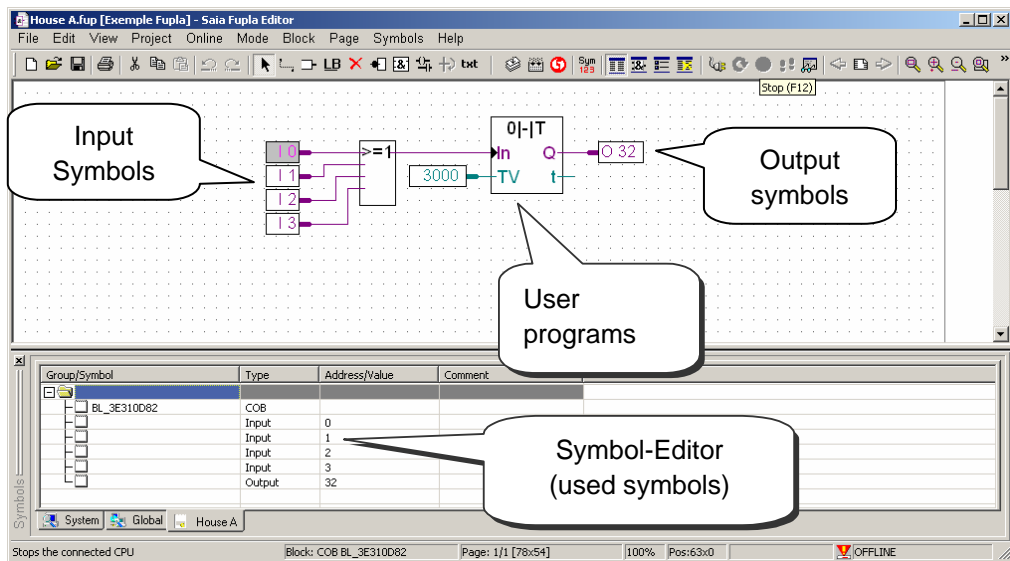 House A.fup [Exemple Fupla] - Saia Fupla Editor
File Edit View Project Online Mode Block Page Symbols Help
LB txt Sym 123 »
Stop (F12)
Input
Symbols
I 0
I 1
I 2
I 3
>=1
3000
0|-|T
In Q
TV t
O 32
Output
symbols
User
programs
Group/Symbol Type Address/Value Comment
BL_3E310D82 COB
Input 0
Input 1
Input 2
Input 3
Output 32
Symbol-Editor
(used symbols)
Symbols
System Global House A
Stops the connected CPU Block: COB BL_3E310D82 Page: 1/1 [78x54] 100% Pos:63x0 OFFLINE